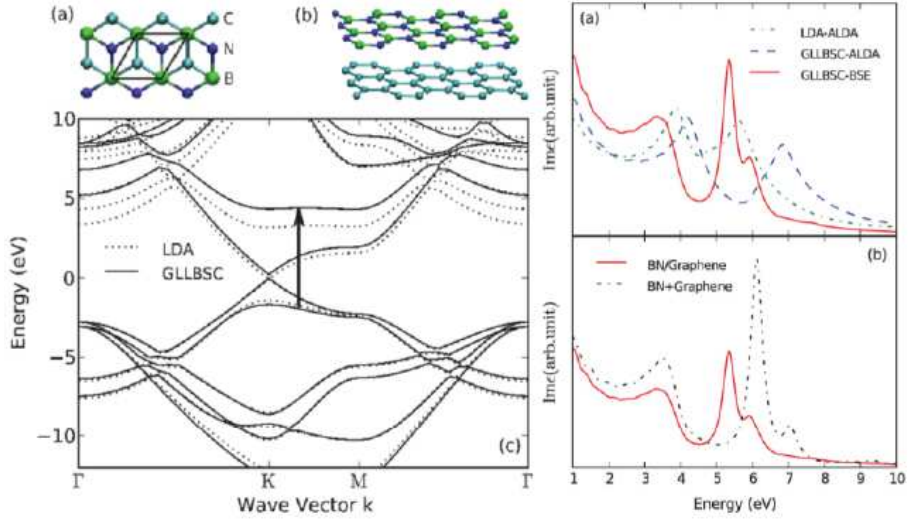 (a)
C
N
B
(b)
10
5
0
−5
−10
Energy (eV)
LDA
GLLBSC
(c)
Γ
K
M
Γ
Wave Vector k
(a)
LDA-ALDA
GLLBSC-ALDA
GLLBSC-BSE
Imε(arb.unit)
(b)
BN/Graphene
BN+Graphene
Imε(arb.unit)
1 2 3 4 5 6 7 8 9 10
Energy (eV)